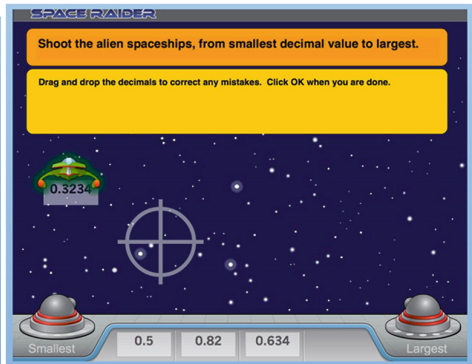 SPACE RAIDER
Shoot the alien spaceships, from smallest decimal value to largest.
Drag and drop the decimals to correct any mistakes. Click OK when you are done.
0.3234
Smallest 0.5 0.82 0.634 Largest